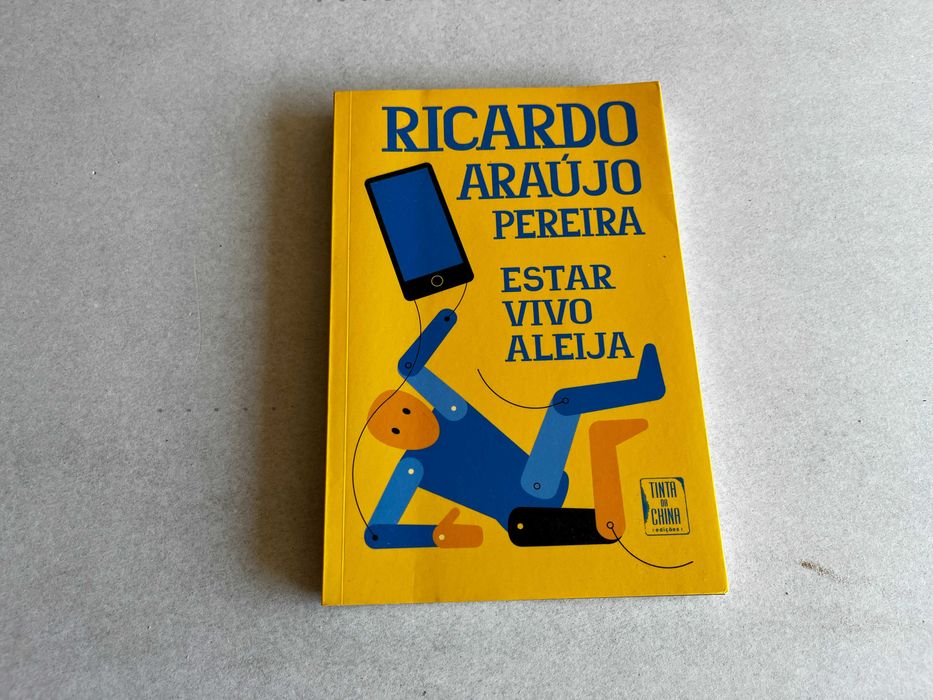 RICARDO
ARAÚJO
PEREIRA
ESTAR
VIVO
ALEIJA
TINTA
DA
CHINA
edições